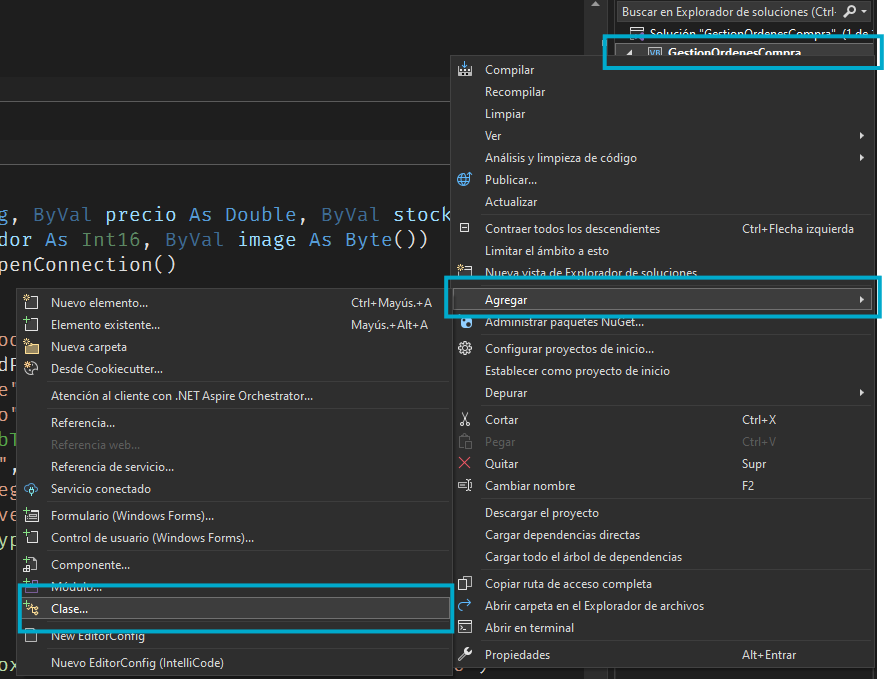 Buscar en Explorador de soluciones (Ctrl-
Solución "GestionOrdenesCompra" (1 de
GestionOrdenesCompra
Compilar
Recompilar
Limpiar
Ver
Análisis y limpieza de código
Publicar...
Actualizar
Contraer todos los descendientes Ctrl+Flecha izquierda
Limitar el ámbito a esto
Nueva vista de Explorador de soluciones
Agregar
Administrar paquetes NuGet...
Configurar proyectos de inicio...
Establecer como proyecto de inicio
Depurar
Cortar Ctrl+X
Pegar Ctrl+V
Quitar Supr
Cambiar nombre F2
Descargar el proyecto
Cargar dependencias directas
Cargar todo el árbol de dependencias
Copiar ruta de acceso completa
Abrir carpeta en el Explorador de archivos
Abrir en terminal
Propiedades Alt+Entrar
g, ByVal precio As Double, ByVal stock
dor As Int16, ByVal image As Byte())
penConnection()
Nuevo elemento... Ctrl+Mayús.+A
Elemento existente... Mayús.+Alt+A
Nueva carpeta
Desde Cookiecutter...
Atención al cliente con .NET Aspire Orchestrator...
Referencia...
Referencia web...
Referencia de servicio...
Servicio conectado
Formulario (Windows Forms)...
Control de usuario (Windows Forms)...
Componente...
Módulo...
Clase...
New EditorConfig
Nuevo EditorConfig (IntelliCode)